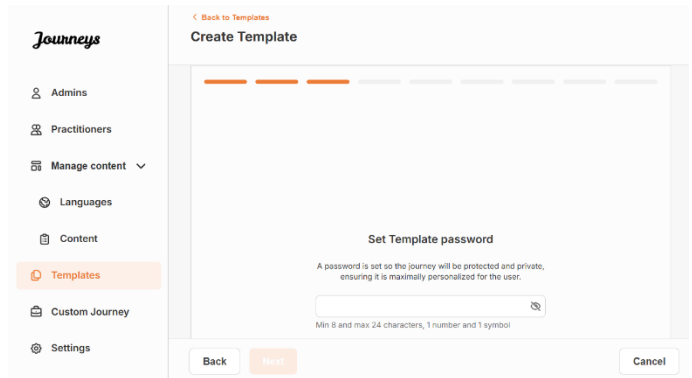 Journeys
Admins
Practitioners
Manage content
Languages
Content
Templates
Custom Journey
Settings
Back to Templates
Create Template
Set Template password
A password is set so the journey will be protected and private,
ensuring it is maximally personalized for the user.
Min 8 and max 24 characters, 1 number and 1 symbol
Back
Next
Cancel